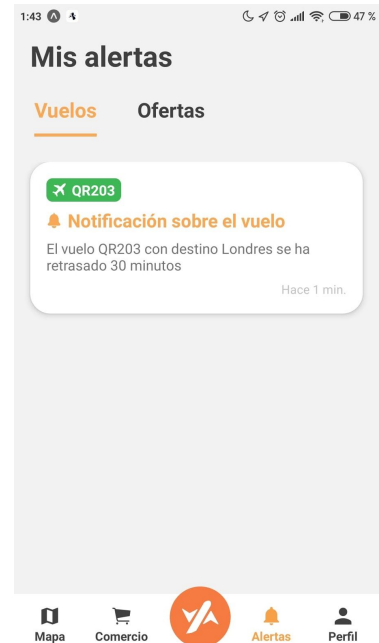 1:43 47 %
Mis alertas
Vuelos Ofertas
QR203
Notificación sobre el vuelo
El vuelo QR203 con destino Londres se ha
retrasado 30 minutos
Hace 1 min.
Mapa Comercio Alertas Perfil